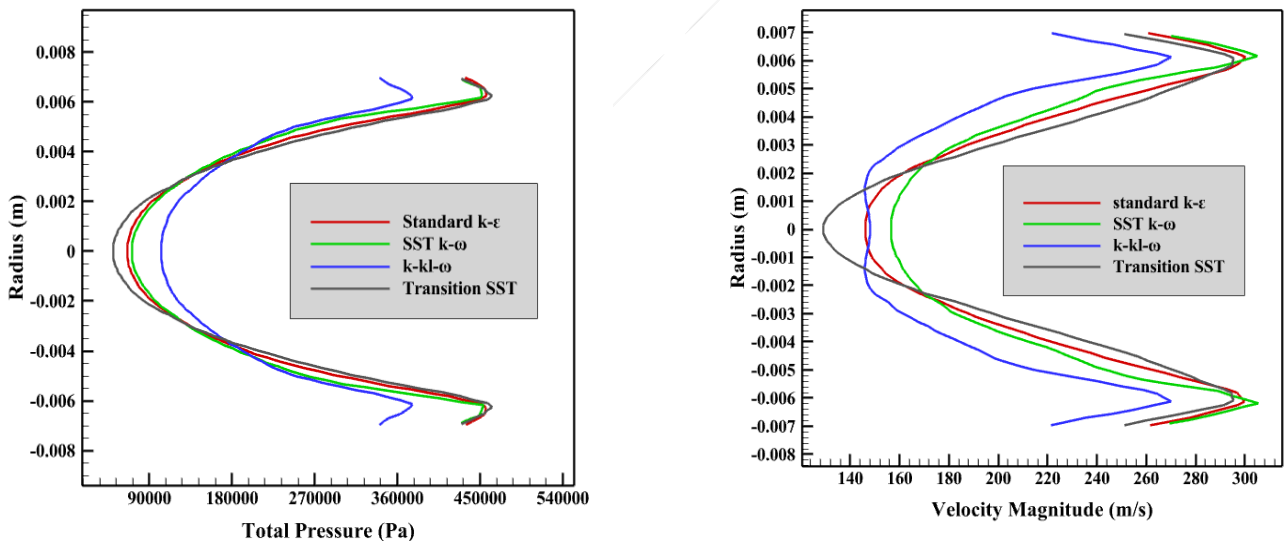 0.008
0.006
0.004
0.002
0
-0.002
-0.004
-0.006
-0.008
Radius (m)
Standard k-ε
SST k-ω
k-kl-ω
Transition SST
90000 180000 270000 360000 450000 540000
Total Pressure (Pa)
0.007
0.006
0.005
0.003
0.002
0.001
0
-0.001
-0.002
-0.003
-0.005
-0.006
-0.007
-0.008
Radius (m)
standard k-ε
SST k-ω
k-kl-ω
Transition SST
140 160 180 200 220 240 260 280 300
Velocity Magnitude (m/s)